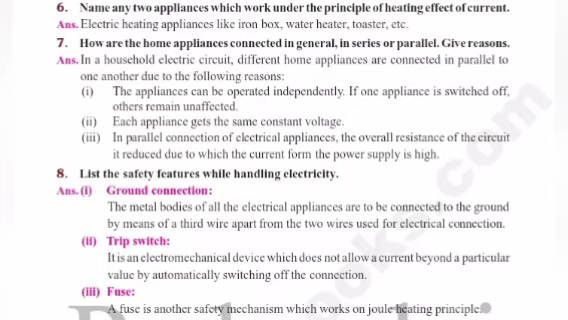 6. Name any two appliances which work under the principle of heating effect of current.
Ans. Electric heating appliances like iron box, water heater, toaster, etc.
7. How are the home appliances connected in general, in series or parallel. Give reasons.
Ans. In a household electric circuit, different home appliances are connected in parallel to
one another due to the following reasons:
(i) The appliances can be operated independently. If one appliance is switched off,
others remain unaffected.
(ii) Each appliance gets the same constant voltage.
(iii) In parallel connection of electrical appliances, the overall resistance of the circuit
it reduced due to which the current form the power supply is high.
8. List the safety features while handling electricity.
Ans. (i) Ground connection:
The metal bodies of all the electrical appliances are to be connected to the ground
by means of a third wire apart from the two wires used for electrical connection.
(ii) Trip switch:
It is an electromechanical device which does not allow a current beyond a particular
value by automatically switching off the connection.
(iii) Fuse:
A fuse is another safety mechanism which works on joule heating principle.
ooks.com